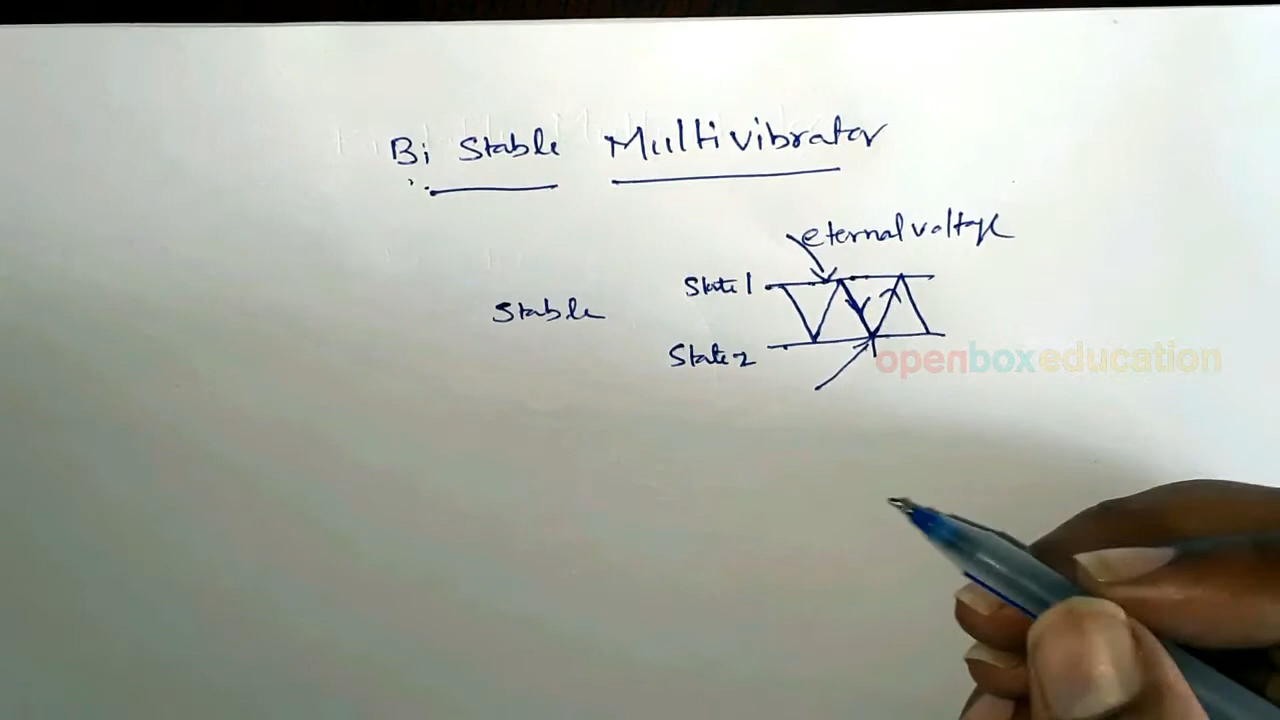 Bi Stable Multivibrator
eternal voltage
State 1
Stable
State 2
openboxeducation